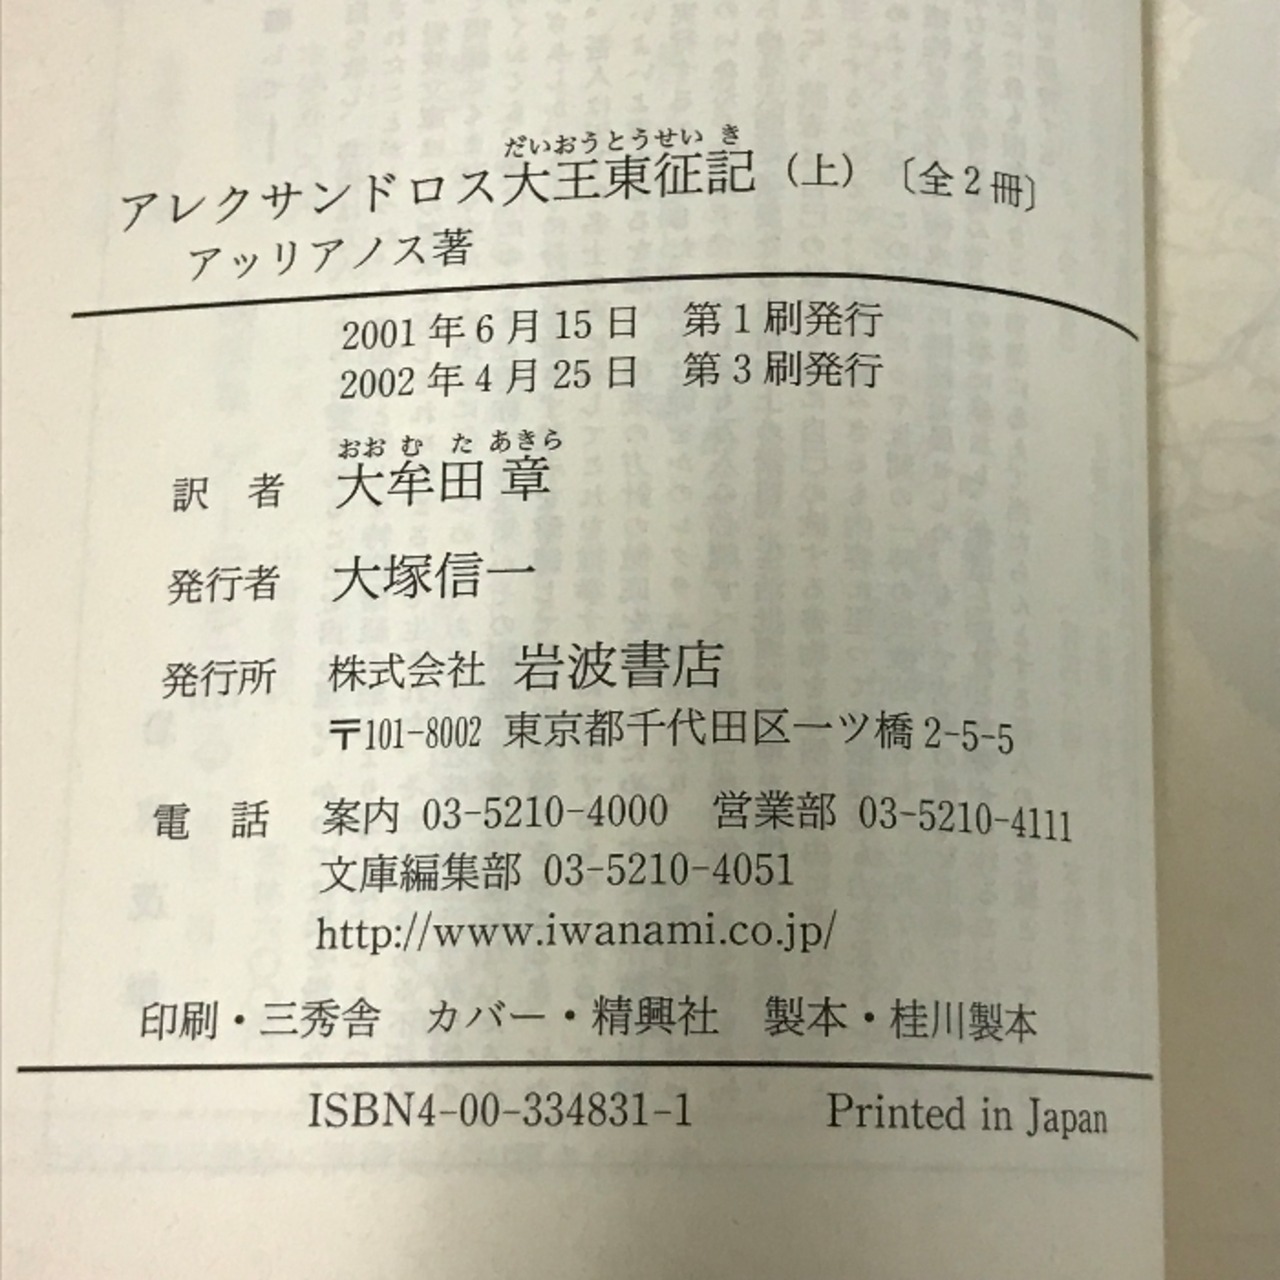 だいおうとうせいき
アレクサンドロス大王東征記（上）〔全2冊〕
アッリアノス著
2001年6月15日　第1刷発行
2002年4月25日　第3刷発行
おおむた あきら
訳　者　大牟田 章
発行者　大塚信一
発行所　株式会社 岩波書店
〒101-8002 東京都千代田区一ツ橋2-5-5
電　話　案内 03-5210-4000　営業部 03-5210-4111
文庫編集部 03-5210-4051
http://www.iwanami.co.jp/
印刷・三秀舎　カバー・精興社　製本・桂川製本
ISBN4-00-334831-1　Printed in Japan